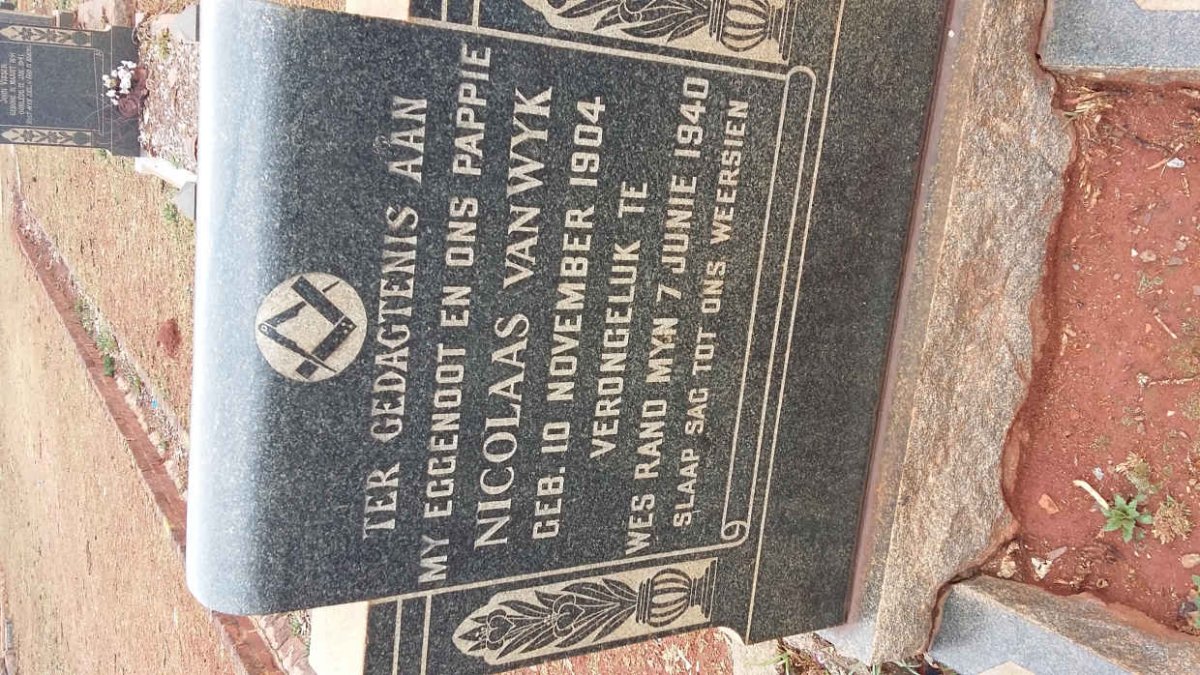 TER GEDAGTENIS AAN
MY EGGENOOT EN ONS PAPPIE
NICOLAAS VAN WYK
GEB. 10 NOVEMBER 1904
VERONGELUK TE
WES RAND MYN 7 JUNIE 1940
SLAAP SAG TOT ONS WEERSIEN